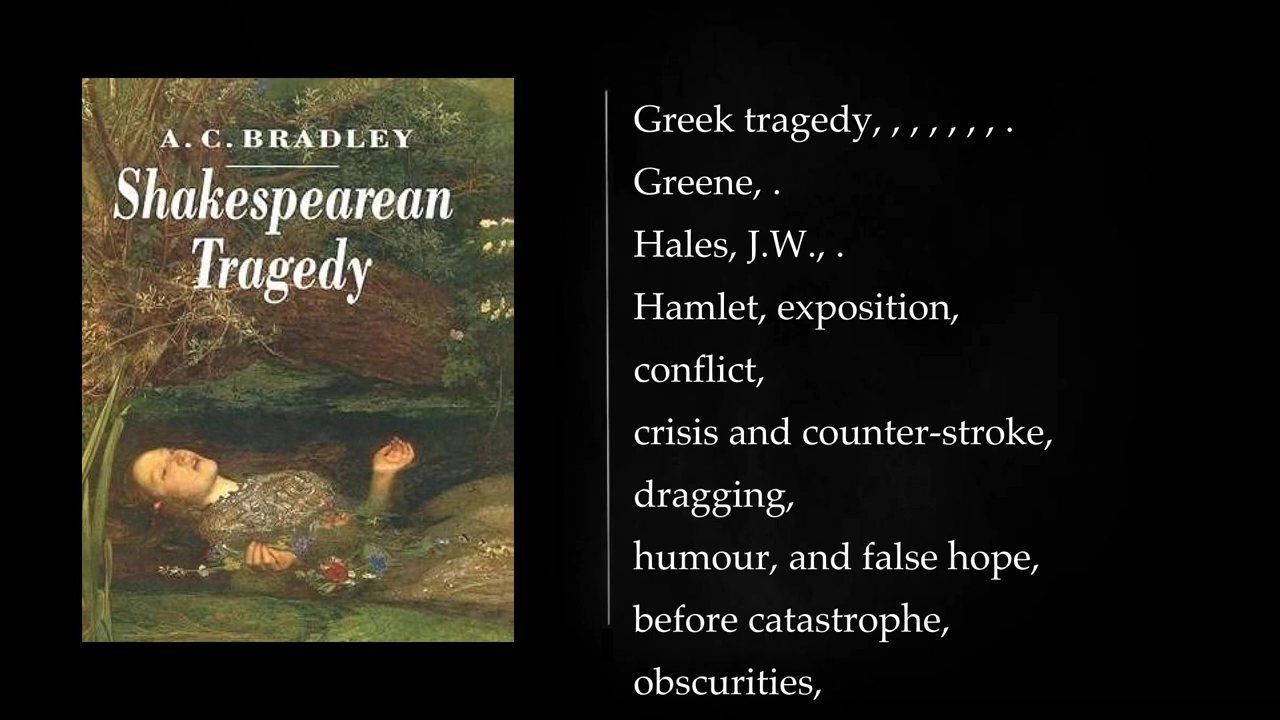 A. C. BRADLEY
Shakespearean
Tragedy
Greek tragedy, , , , , , , .
Greene, .
Hales, J.W., .
Hamlet, exposition,
conflict,
crisis and counter-stroke,
dragging,
humour, and false hope,
before catastrophe,
obscurities,